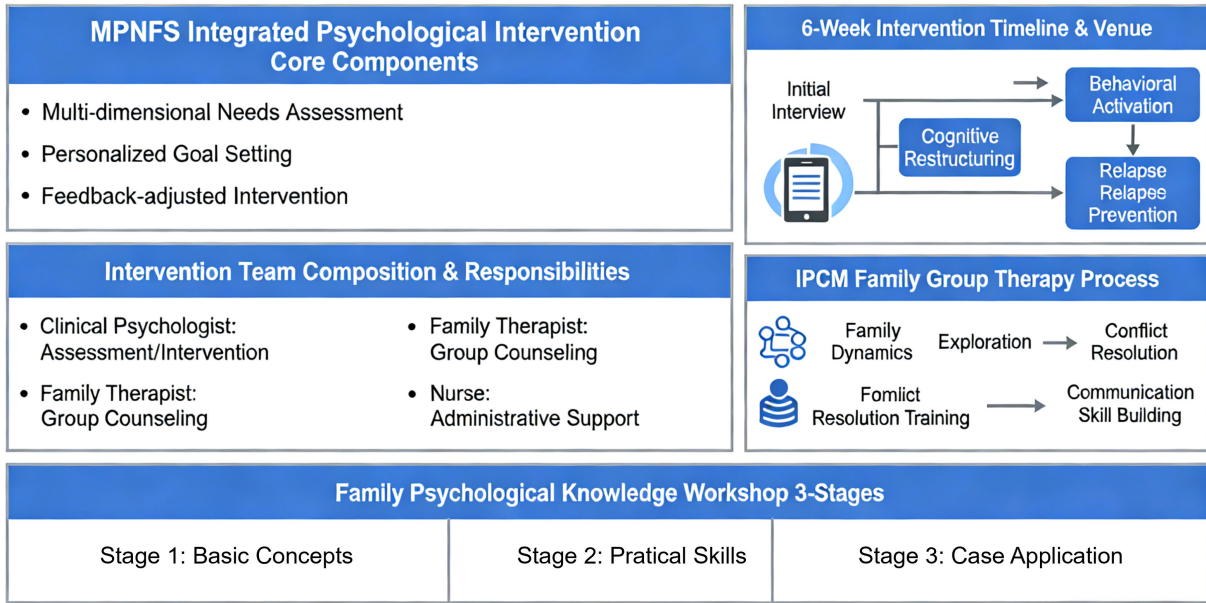 MPNFS Integrated Psychological Intervention
Core Components
• Multi-dimensional Needs Assessment
• Personalized Goal Setting
• Feedback-adjusted Intervention
6-Week Intervention Timeline & Venue
Initial
Interview
Cognitive
Restructuring
Behavioral
Activation
Relapse
Relapee
Prevention
Intervention Team Composition & Responsibilities
• Clinical Psychologist:
Assessment/Intervention
• Family Therapist:
Group Counseling
• Family Therapist:
Group Counseling
• Nurse:
Administrative Support
IPCM Family Group Therapy Process
Family
Dynamics
Exploration
Conflict
Resolution
Fomlict
Resolution Training
Communication
Skill Building
Family Psychological Knowledge Workshop 3-Stages
Stage 1: Basic Concepts
Stage 2: Pratical Skills
Stage 3: Case Application